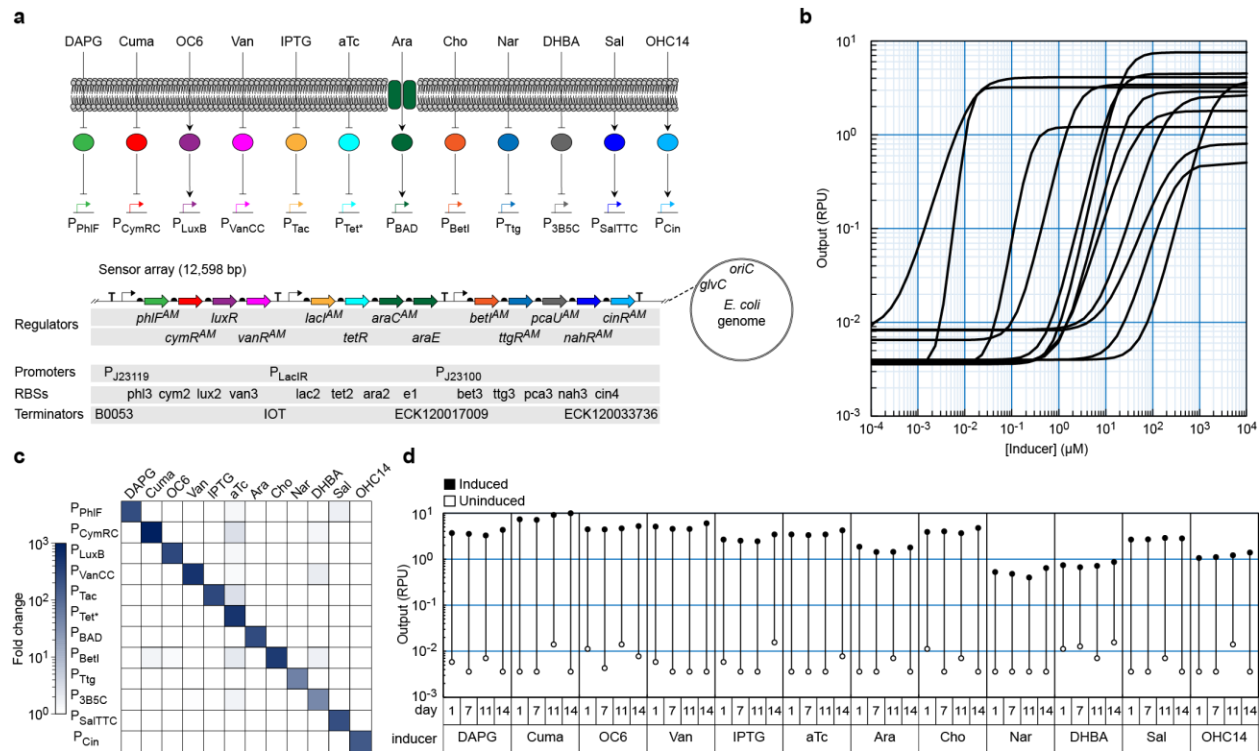 a
DAPG Cuma OC6 Van IPTG aTc Ara Cho Nar DHBA Sal OHC14
PPhlF PCymRC PLuxB PVanCC PTac PTet* PBAD PBetI PTtg P3B5C PSalTTC PCin
Sensor array (12,598 bp)
oriC
glvC
E. coli
genome
Regulators
phlFAM luxR lacIAM araCAM betIAM pcaUAM cinRAM
cymRAM vanRAM tetR araE ttgRAM nahRAM
Promoters PJ23119 PLacIR PJ23100
RBSs phl3 cym2 lux2 van3 lac2 tet2 ara2 e1 bet3 ttg3 pca3 nah3 cin4
Terminators B0053 IOT ECK120017009 ECK120033736
b
Output (RPU)
10¹
10⁰
10⁻¹
10⁻²
10⁻³
10⁻⁴ 10⁻³ 10⁻² 10⁻¹ 10⁰ 10¹ 10² 10³ 10⁴
[Inducer] (µM)
c
DAPG Cuma OC6 Van IPTG aTc Ara Cho Nar DHBA Sal OHC14
PPhlF
PCymRC
PLuxB
PVanCC
PTac
PTet*
PBAD
PBetI
PTtg
P3B5C
PSalTTC
PCin
Fold change
10³
10²
10¹
10⁰
d
Induced
Uninduced
Output (RPU)
10¹
10⁰
10⁻¹
10⁻²
10⁻³
day 1 7 11 14 1 7 11 14 1 7 11 14 1 7 11 14 1 7 11 14 1 7 11 14 1 7 11 14 1 7 11 14 1 7 11 14 1 7 11 14 1 7 11 14 1 7 11 14
inducer DAPG Cuma OC6 Van IPTG aTc Ara Cho Nar DHBA Sal OHC14